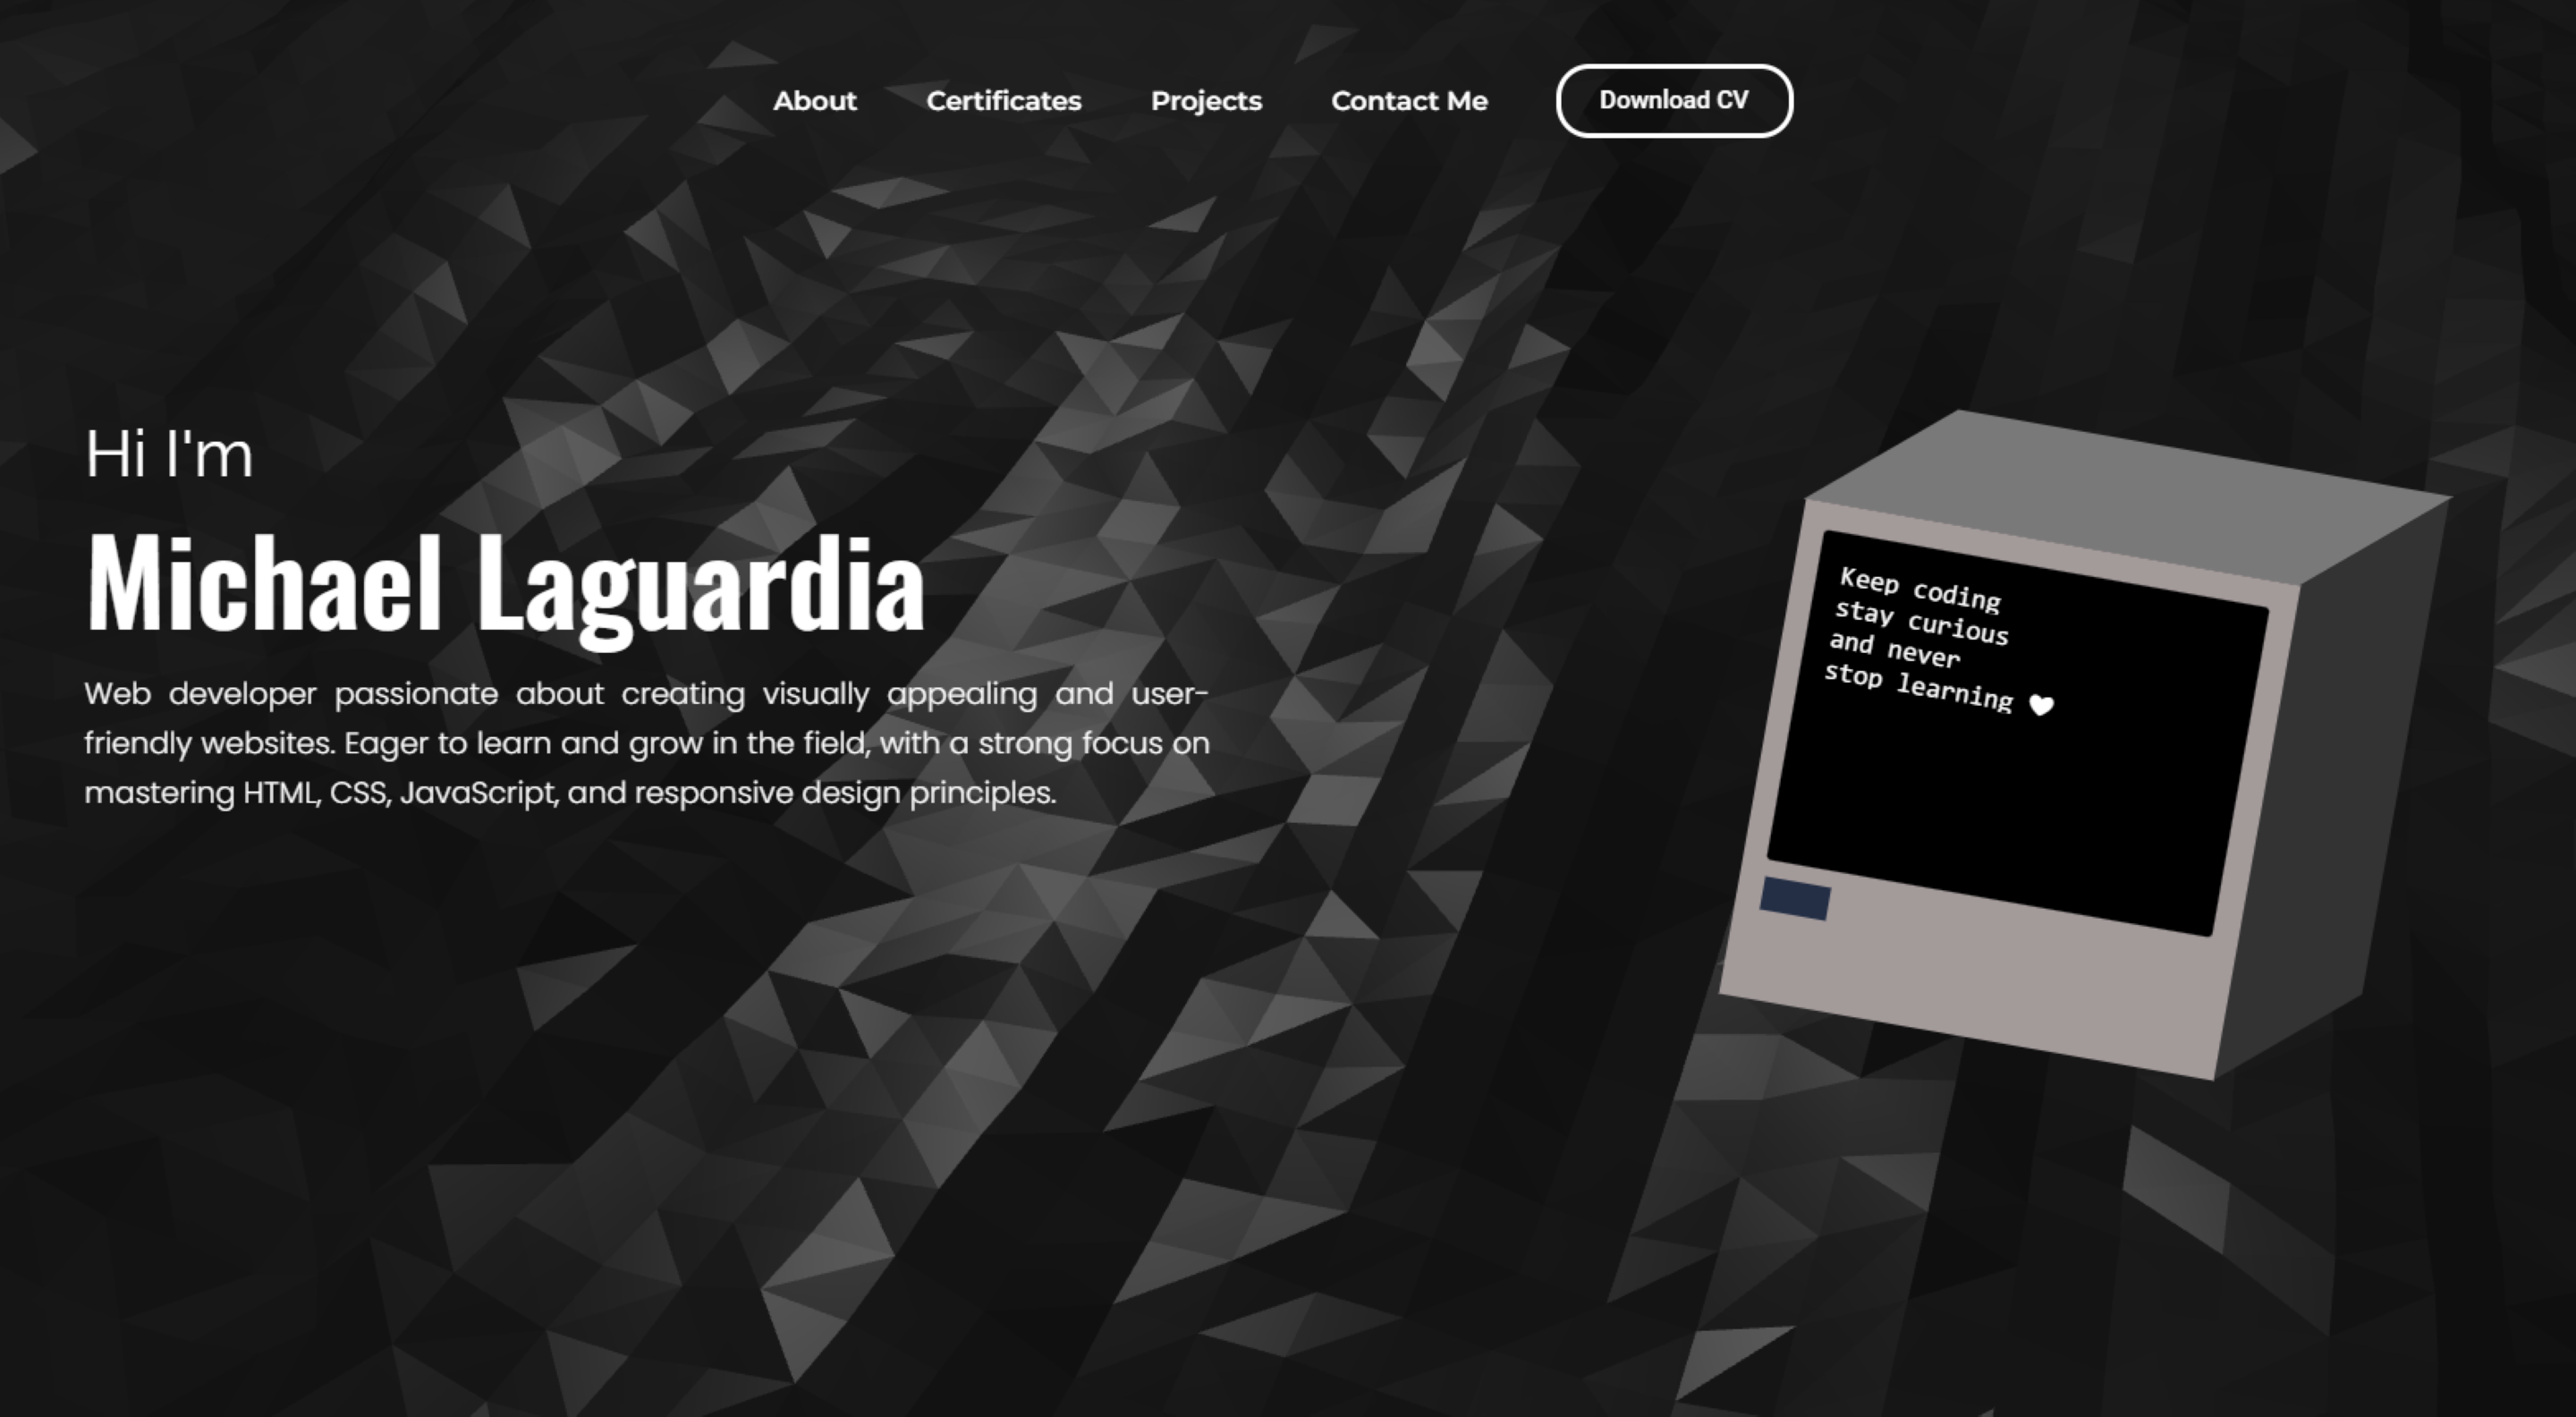 About Certificates Projects Contact Me Download CV
Hi I'm
Michael Laguardia
Web developer passionate about creating visually appealing and user-
friendly websites. Eager to learn and grow in the field, with a strong focus on
mastering HTML, CSS, JavaScript, and responsive design principles.
Keep coding
stay curious
and never
stop learning ♥